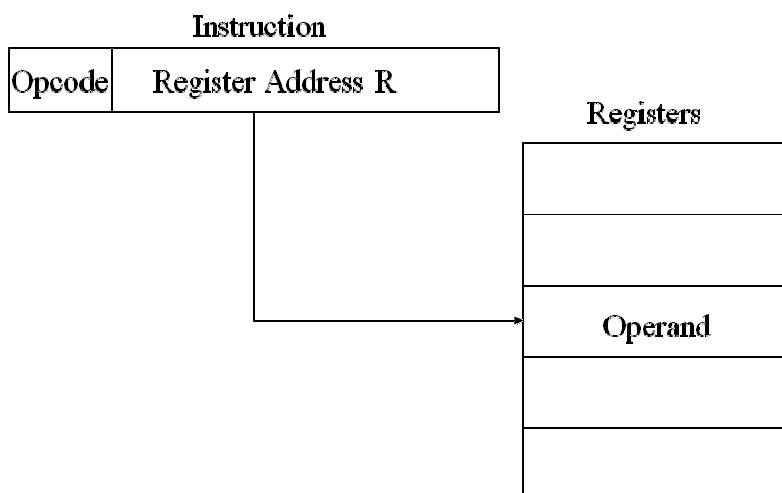 Instruction
Opcode Register Address R
Registers
Operand